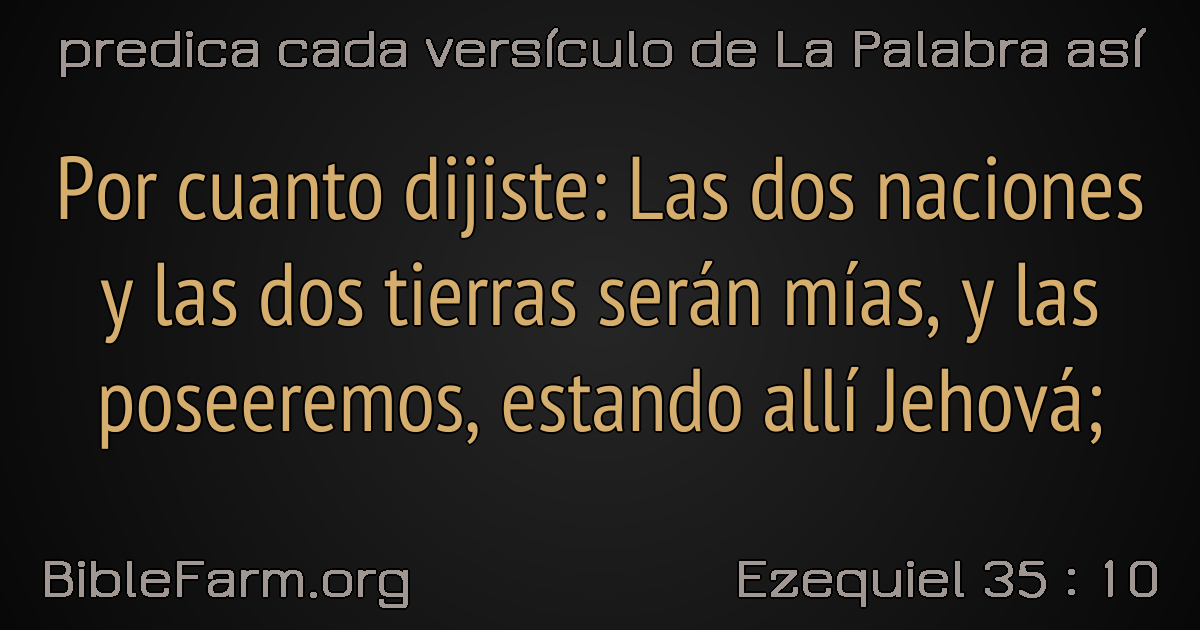 predica cada versículo de La Palabra así
Por cuanto dijiste: Las dos naciones
y las dos tierras serán mías, y las
poseeremos, estando allí Jehová;
BibleFarm.org
Ezequiel 35 : 10